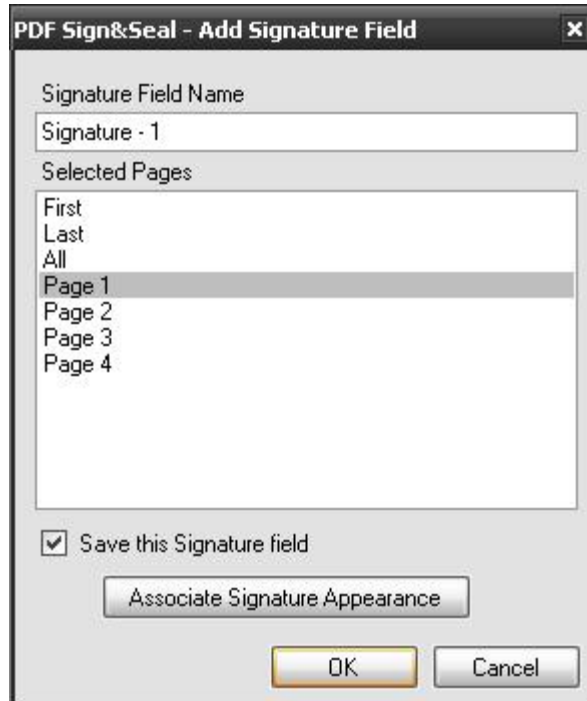 PDF Sign&Seal - Add Signature Field
Signature Field Name
Signature - 1
Selected Pages
First
Last
All
Page 1
Page 2
Page 3
Page 4
Save this Signature field
Associate Signature Appearance
OK Cancel